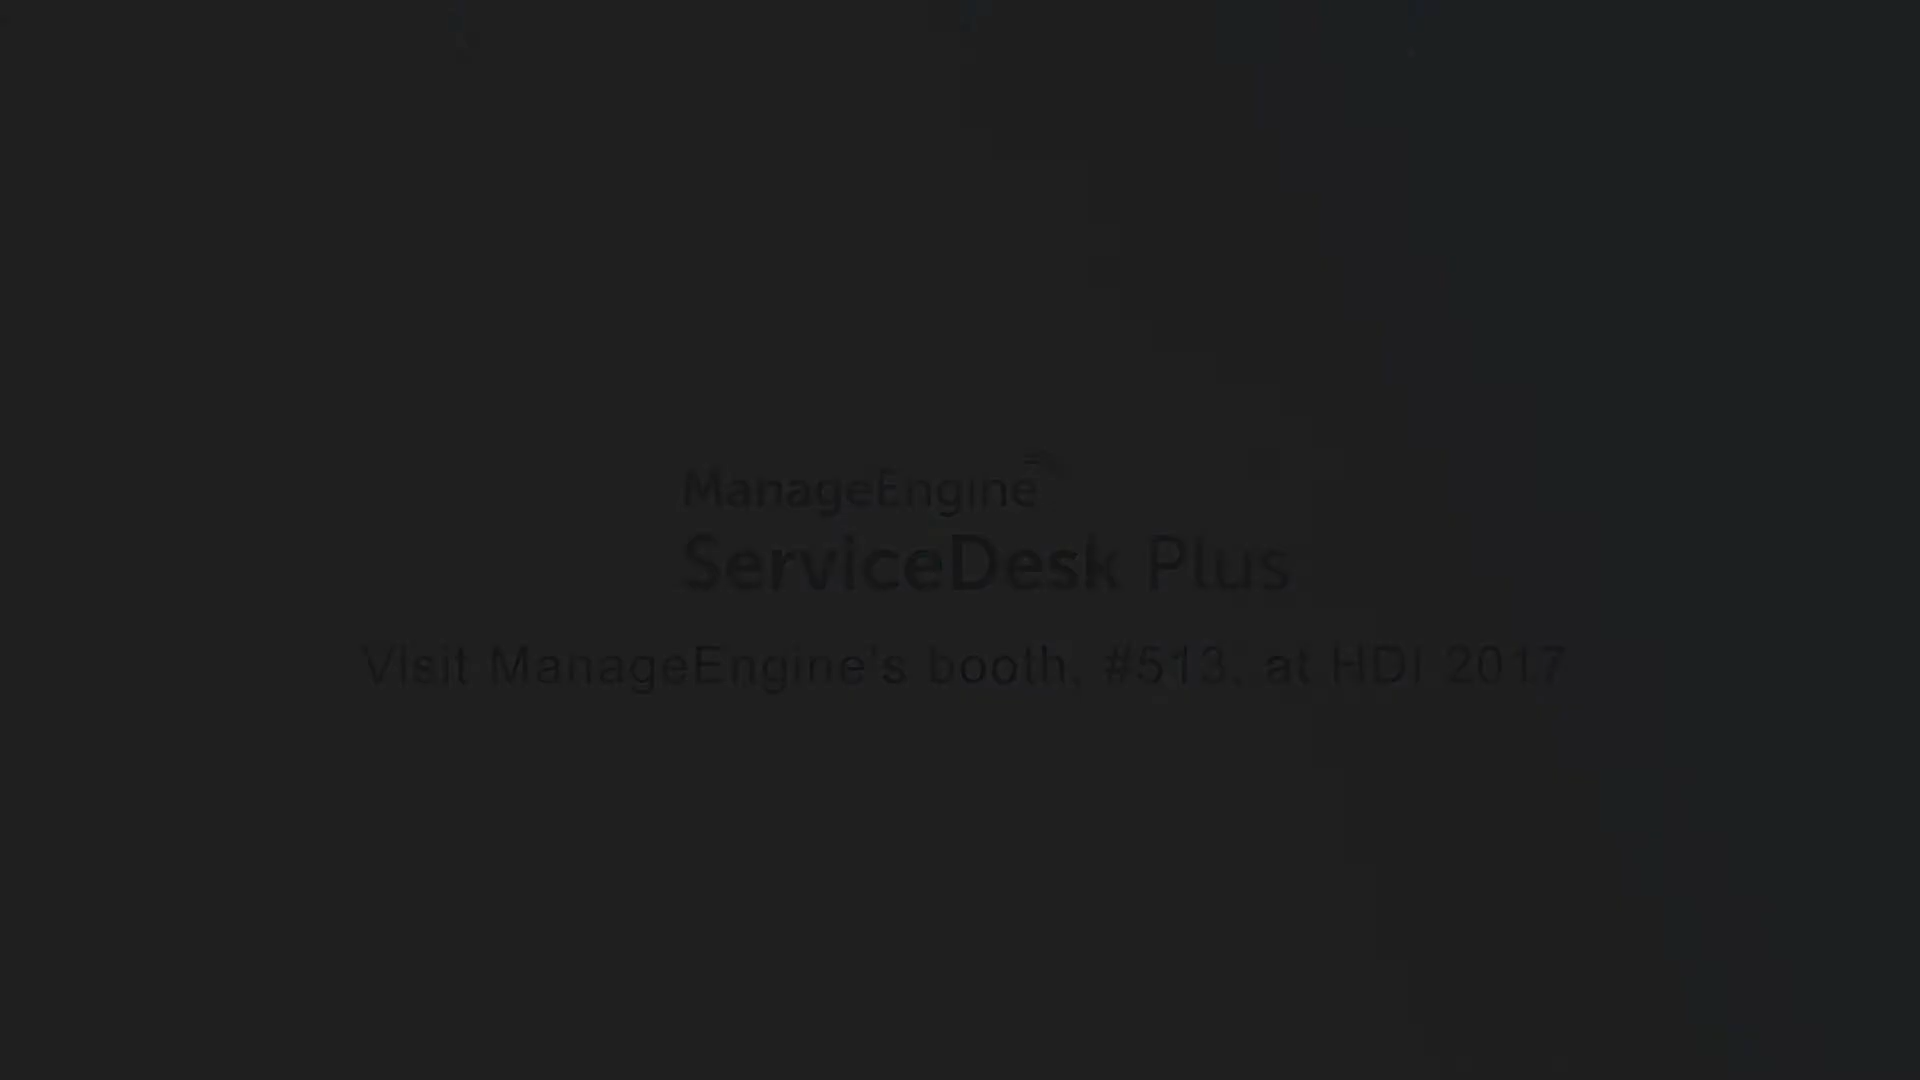 ManageEngine
ServiceDesk Plus
Visit ManageEngine's booth, #513, at HDI 2017